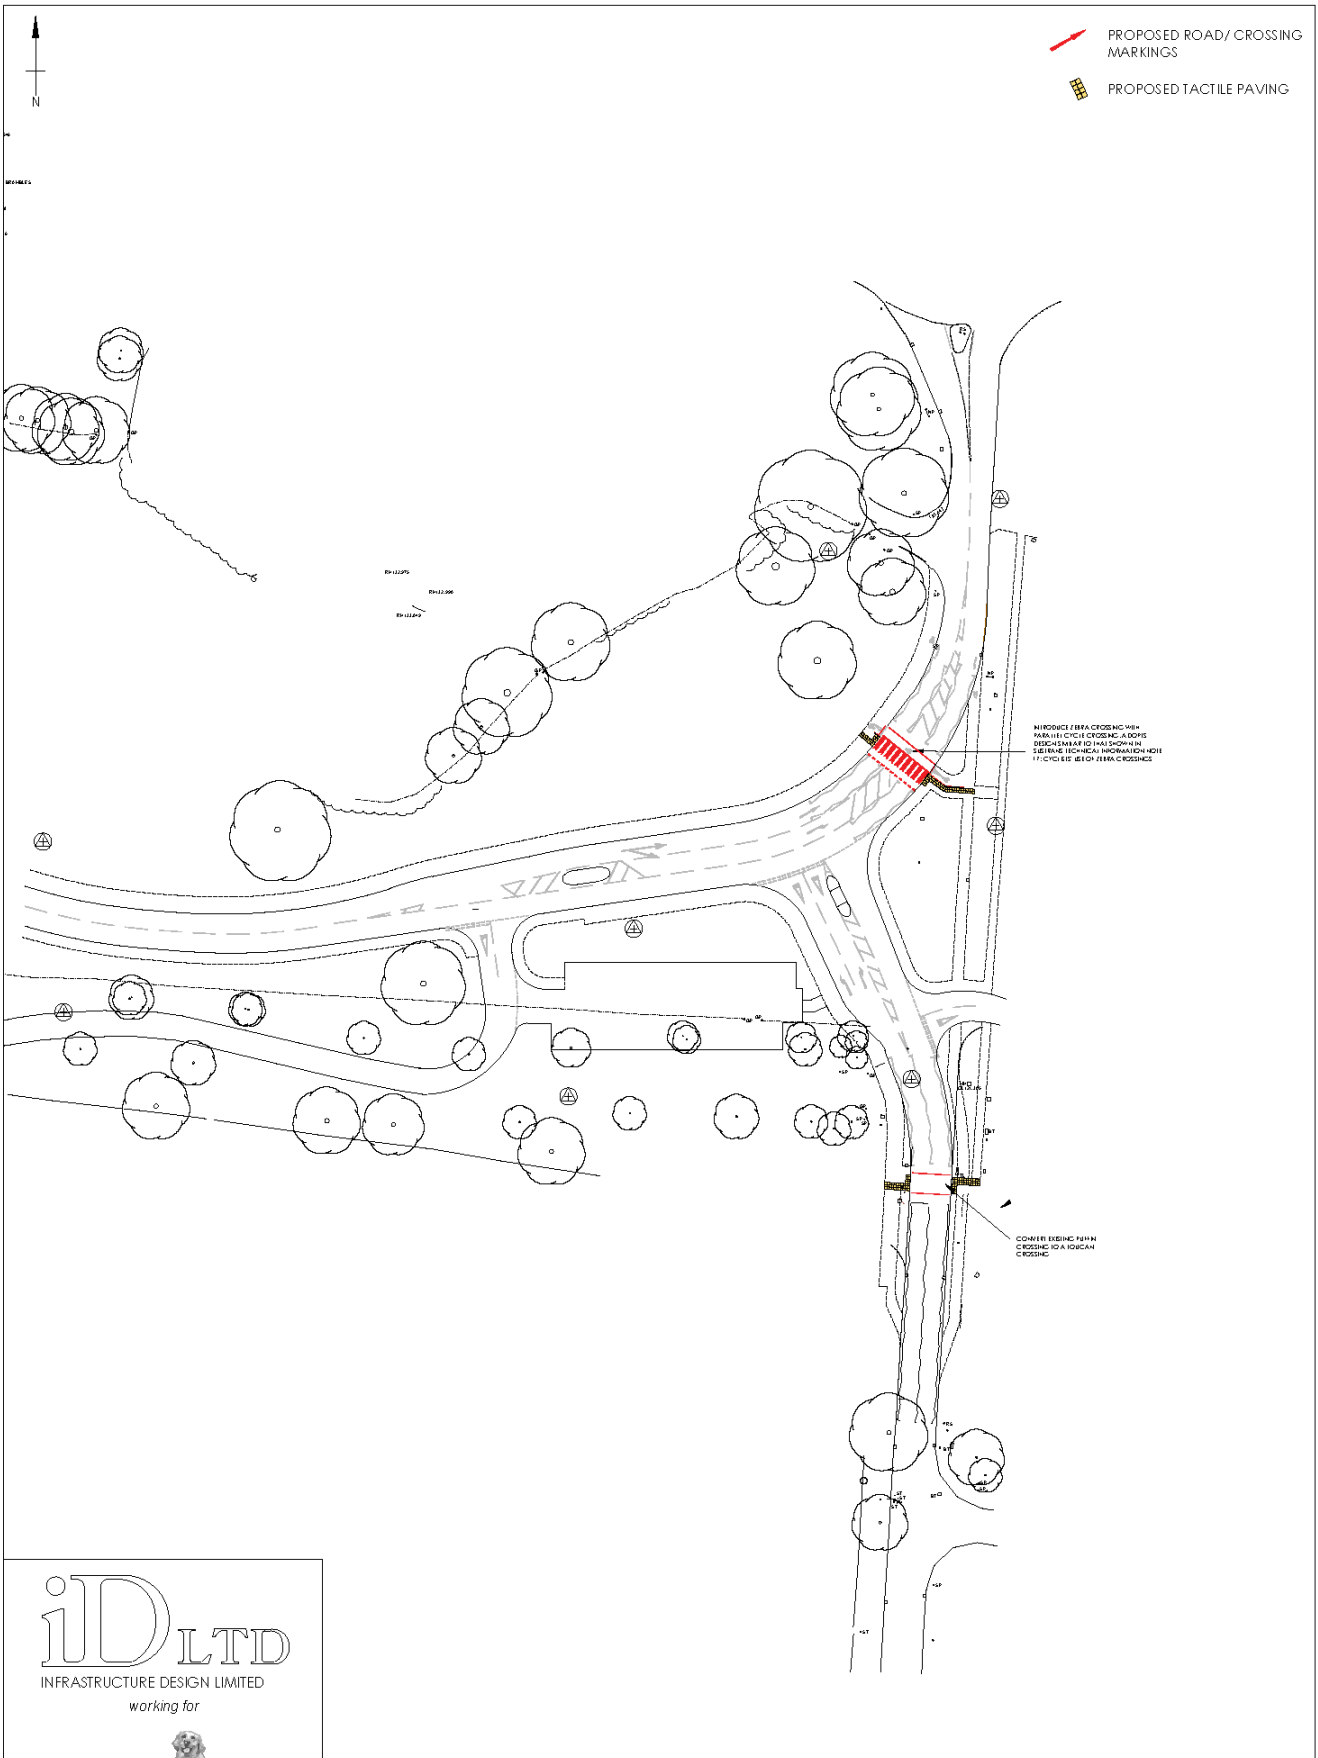 N
PROPOSED ROAD/ CROSSING
MARKINGS
PROPOSED TACTILE PAVING
BRAMBLES
INTRODUCE ZEBRA CROSSING WITH
PARALLEL CYCLE CROSSING. ADOPTS
DESIGN SIMILAR TO THAT SHOWN IN
SUSTRANS TECHNICAL INFORMATION NOTE
17: CYCLISTS' USE OF ZEBRA CROSSINGS
CONVERT EXISTING PUFFIN
CROSSING TO A TOUCAN
CROSSING
iD LTD
INFRASTRUCTURE DESIGN LIMITED
working for